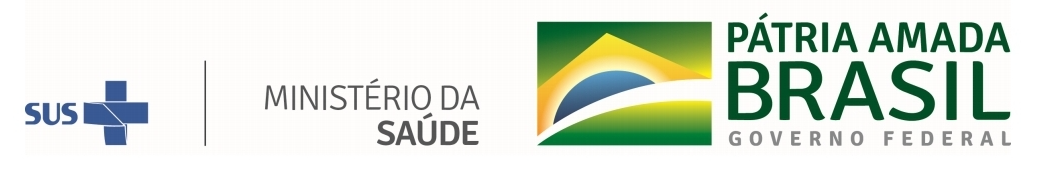 SUS
MINISTÉRIO DA
SAÚDE
PÁTRIA AMADA
BRASIL
GOVERNO FEDERAL